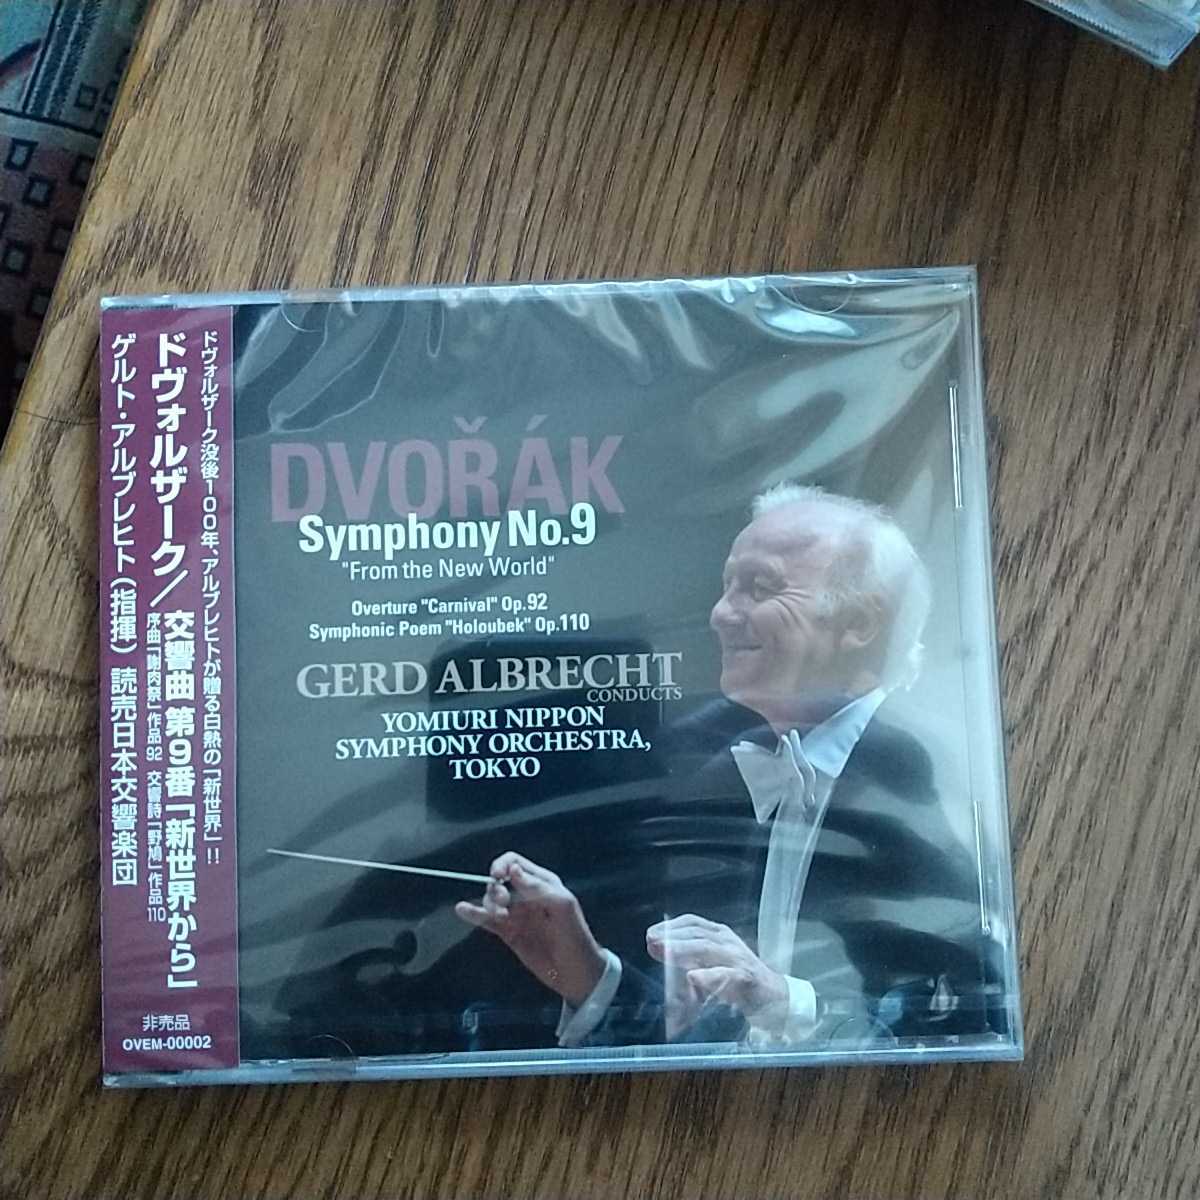 ドヴォルザーク没後100年、アルブレヒトが贈る白熱の「新世界」!!
ドヴォルザーク/交響曲 第9番「新世界から」
序曲「謝肉祭」作品92 交響詩「野鳩」作品110
ゲルト・アルブレヒト(指揮) 読売日本交響楽団
非売品
OVEM-00002
DVOŘÁK
Symphony No.9
"From the New World"
Overture "Carnival" Op.92
Symphonic Poem "Holoubek" Op.110
GERD ALBRECHT
CONDUCTS
YOMIURI NIPPON
SYMPHONY ORCHESTRA,
TOKYO